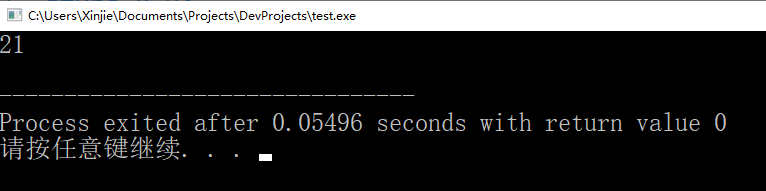 C:\Users\Xinjie\Documents\Projects\DevProjects\test.exe
21
--------------------------------
Process exited after 0.05496 seconds with return value 0
请按任意键继续. . .